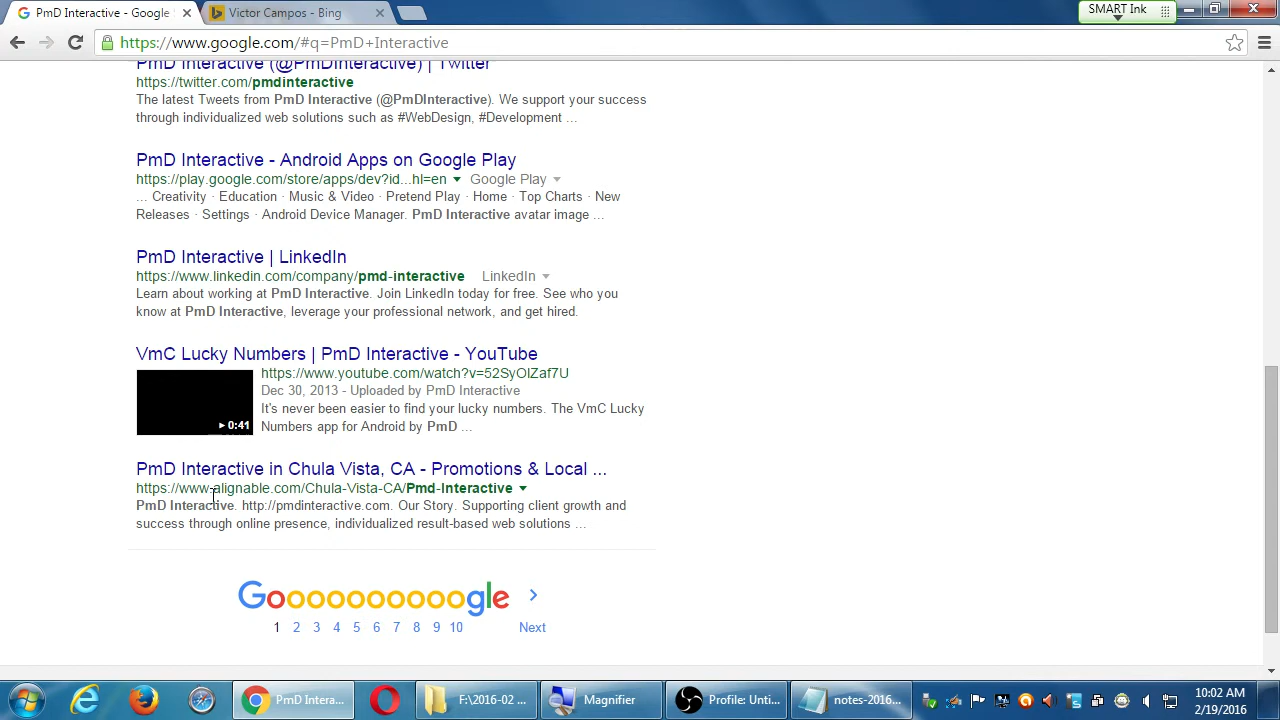 PmD Interactive - Google
Victor Campos - Bing
SMART Ink
https://www.google.com/#q=PmD+Interactive
PmD Interactive (@PmDInteractive) | Twitter
https://twitter.com/pmdinteractive
The latest Tweets from PmD Interactive (@PmDInteractive). We support your success
through individualized web solutions such as #WebDesign, #Development ...
PmD Interactive - Android Apps on Google Play
https://play.google.com/store/apps/dev?id...hl=en Google Play
... Creativity · Education · Music & Video · Pretend Play · Home · Top Charts · New
Releases · Settings · Android Device Manager. PmD Interactive avatar image ...
PmD Interactive | LinkedIn
https://www.linkedin.com/company/pmd-interactive LinkedIn
Learn about working at PmD Interactive. Join LinkedIn today for free. See who you
know at PmD Interactive, leverage your professional network, and get hired.
VmC Lucky Numbers | PmD Interactive - YouTube
https://www.youtube.com/watch?v=52SyOlZaf7U
Dec 30, 2013 - Uploaded by PmD Interactive
It's never been easier to find your lucky numbers. The VmC Lucky
Numbers app for Android by PmD ...
0:41
PmD Interactive in Chula Vista, CA - Promotions & Local ...
https://www.alignable.com/Chula-Vista-CA/Pmd-Interactive
PmD Interactive. http://pmdinteractive.com. Our Story. Supporting client growth and
success through online presence, individualized result-based web solutions ...
Goooooooooogle
1 2 3 4 5 6 7 8 9 10 Next
PmD Intera...
F:\2016-02 ...
Magnifier
Profile: Unti...
notes-2016...
10:02 AM
2/19/2016